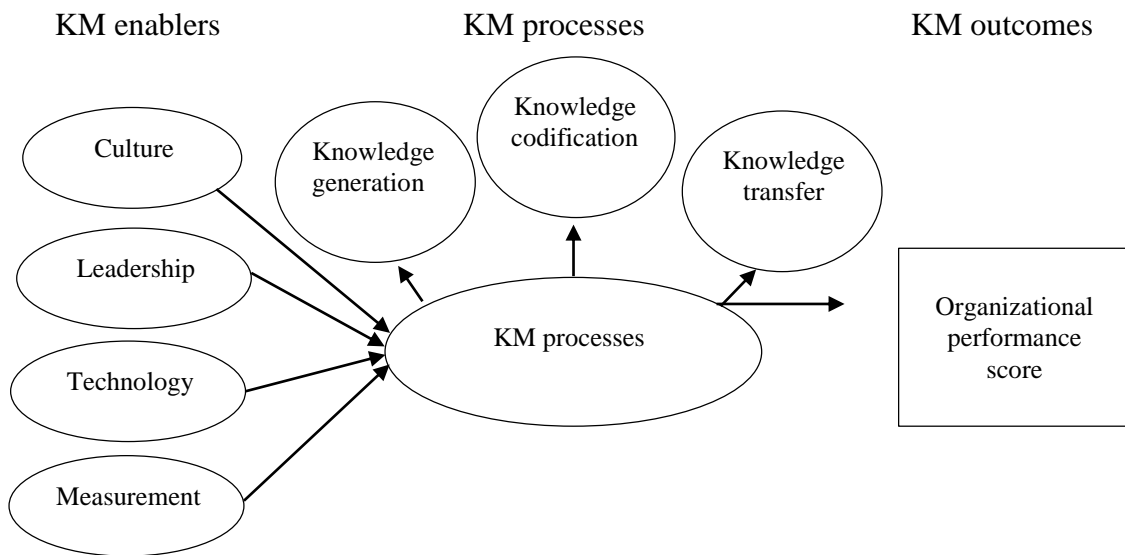 KM enablers
KM processes
KM outcomes
Culture
Leadership
Technology
Measurement
Knowledge
generation
Knowledge
codification
Knowledge
transfer
KM processes
Organizational
performance
score